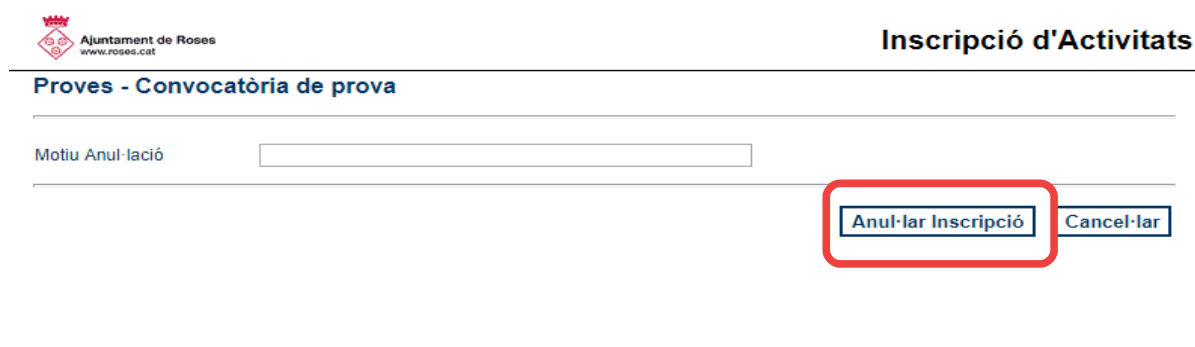 Ajuntament de Roses
www.roses.cat
Inscripció d'Activitats
Proves - Convocatòria de prova
Motiu Anul·lació
Anul·lar Inscripció
Cancel·lar